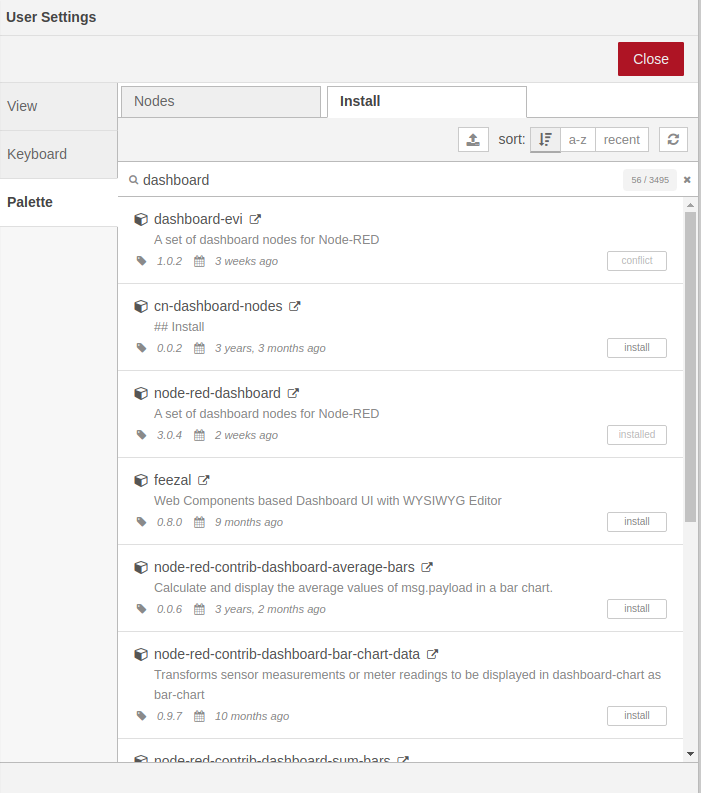 User Settings
Close
View
Keyboard
Palette
Nodes
Install
sort:
a-z
recent
dashboard
56 / 3495
dashboard-evi
A set of dashboard nodes for Node-RED
1.0.2
3 weeks ago
conflict
cn-dashboard-nodes
## Install
0.0.2
3 years, 3 months ago
install
node-red-dashboard
A set of dashboard nodes for Node-RED
3.0.4
2 weeks ago
installed
feezal
Web Components based Dashboard UI with WYSIWYG Editor
0.8.0
9 months ago
install
node-red-contrib-dashboard-average-bars
Calculate and display the average values of msg.payload in a bar chart.
0.0.6
3 years, 2 months ago
install
node-red-contrib-dashboard-bar-chart-data
Transforms sensor measurements or meter readings to be displayed in dashboard-chart as
bar-chart
0.9.7
10 months ago
install
node-red-contrib-dashboard-sum-bars